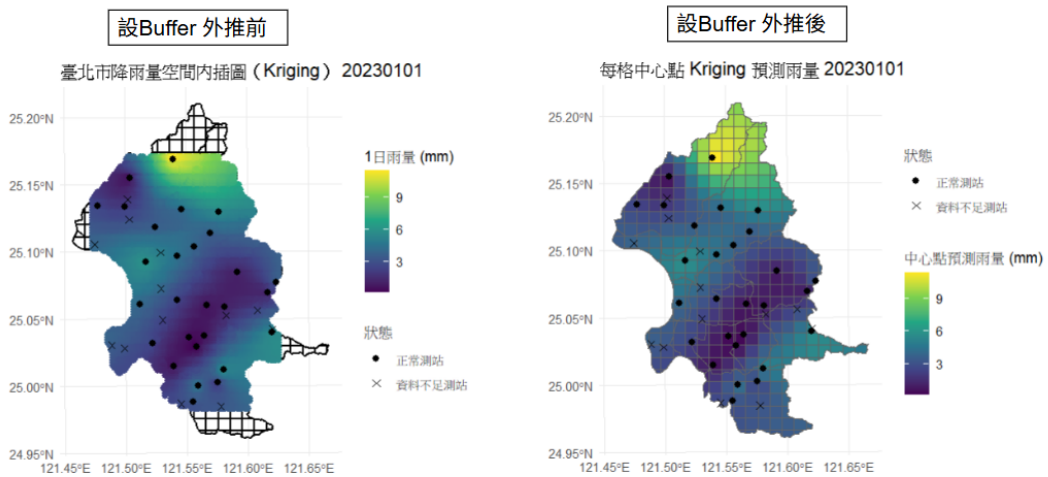 設Buffer 外推前
臺北市降雨量空間內插圖（Kriging） 20230101
25.20°N
25.15°N
25.10°N
25.05°N
25.00°N
24.95°N
121.45°E 121.50°E 121.55°E 121.60°E 121.65°E
1日雨量 (mm)
9
6
3
狀態
正常測站
資料不足測站
設Buffer 外推後
每格中心點 Kriging 預測雨量 20230101
25.20°N
25.15°N
25.10°N
25.05°N
25.00°N
24.95°N
121.45°E 121.50°E 121.55°E 121.60°E 121.65°E
狀態
正常測站
資料不足測站
中心點預測雨量 (mm)
9
6
3